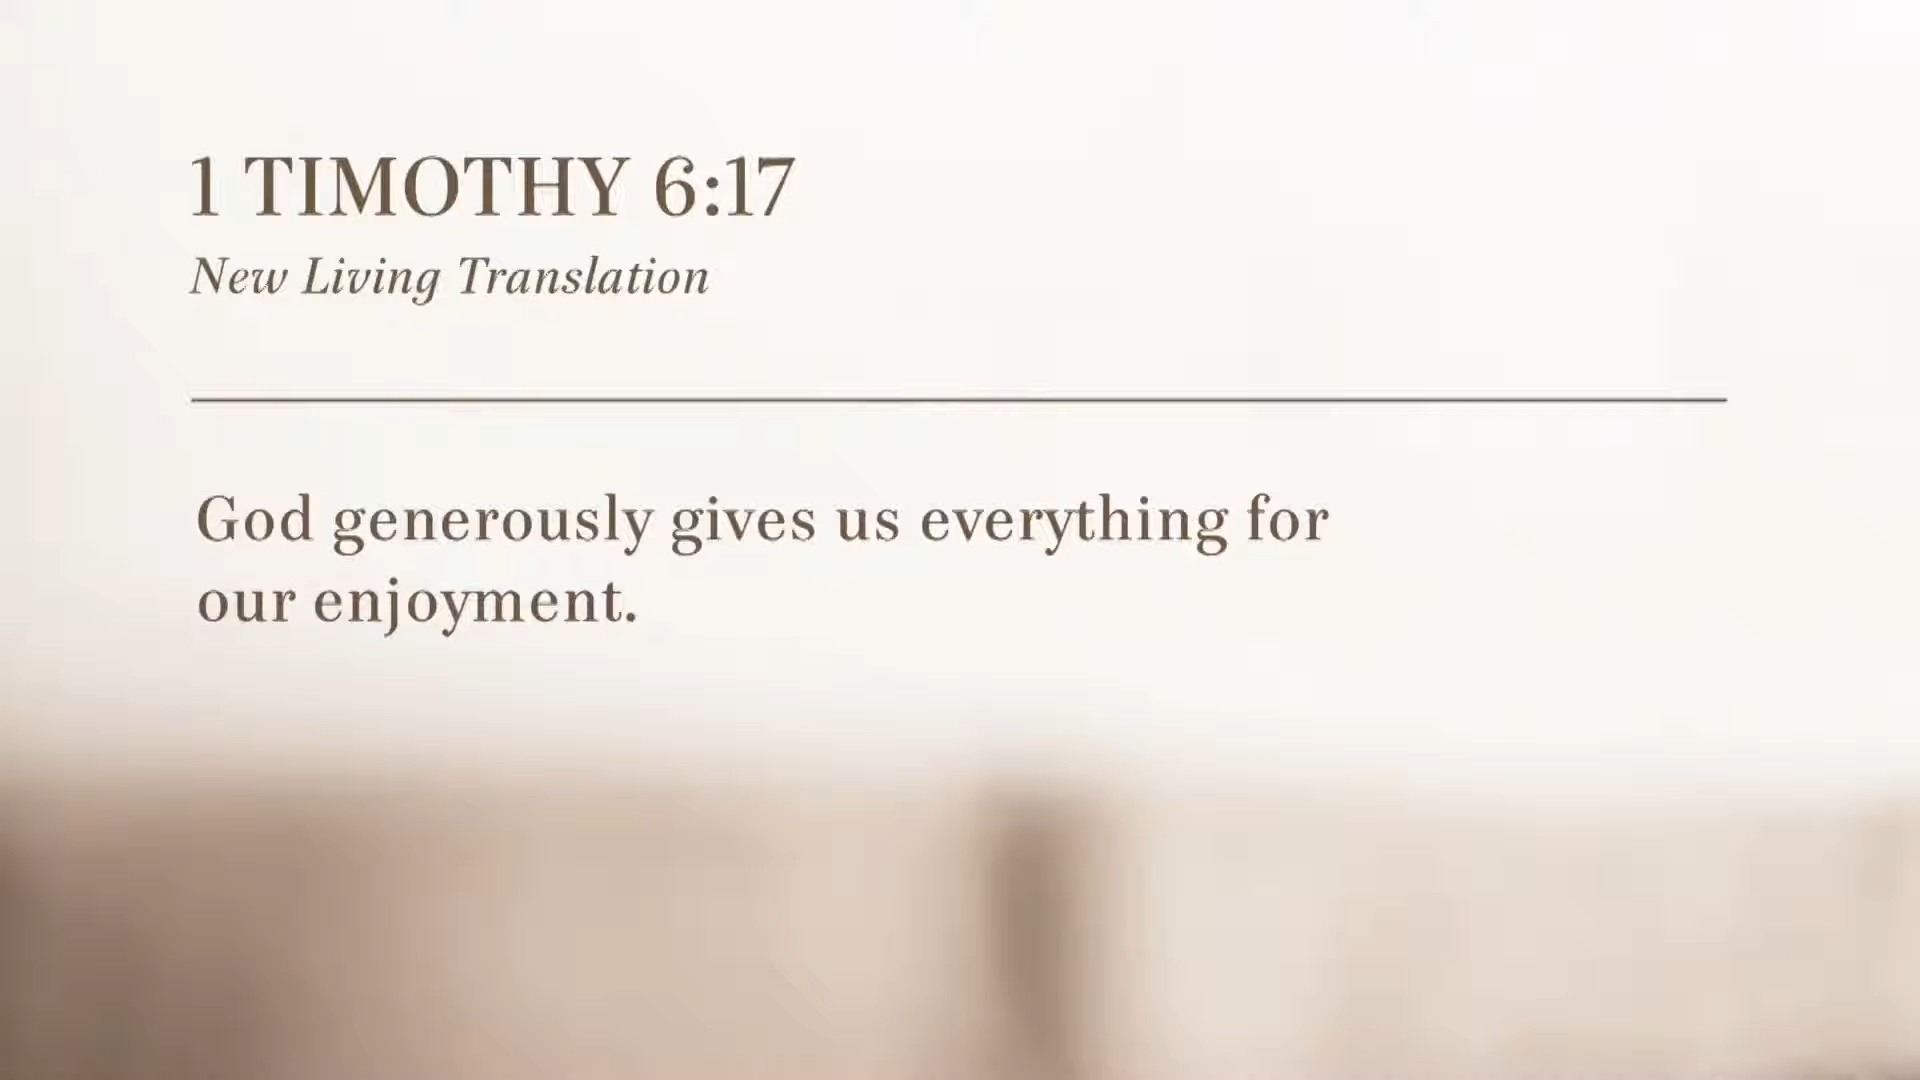 1 TIMOTHY 6:17
New Living Translation
God generously gives us everything for
our enjoyment.